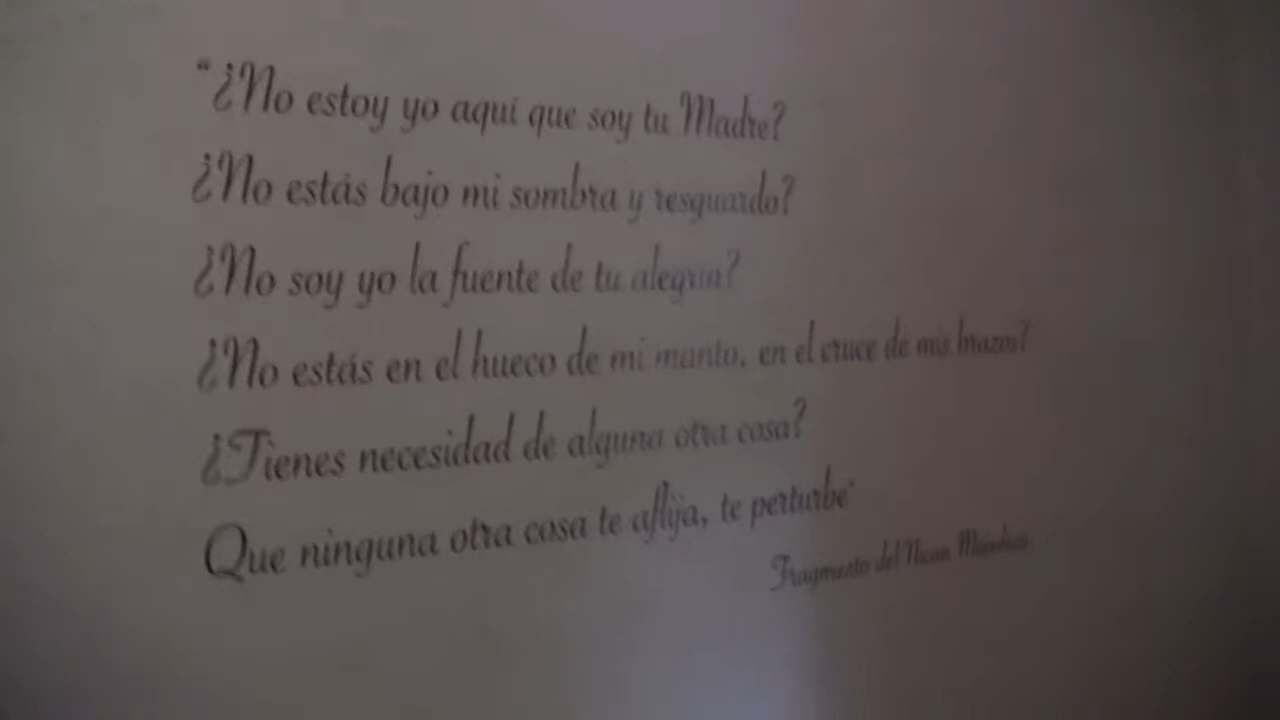 "¿No estoy yo aquí que soy tu Madre?
¿No estás bajo mi sombra y resguardo?
¿No soy yo la fuente de tu alegría?
¿No estás en el hueco de mi manto, en el cruce de mis brazos?
¿Tienes necesidad de alguna otra cosa?
Que ninguna otra cosa te aflija, te perturbe"
Fragmento del Nican Mopohua